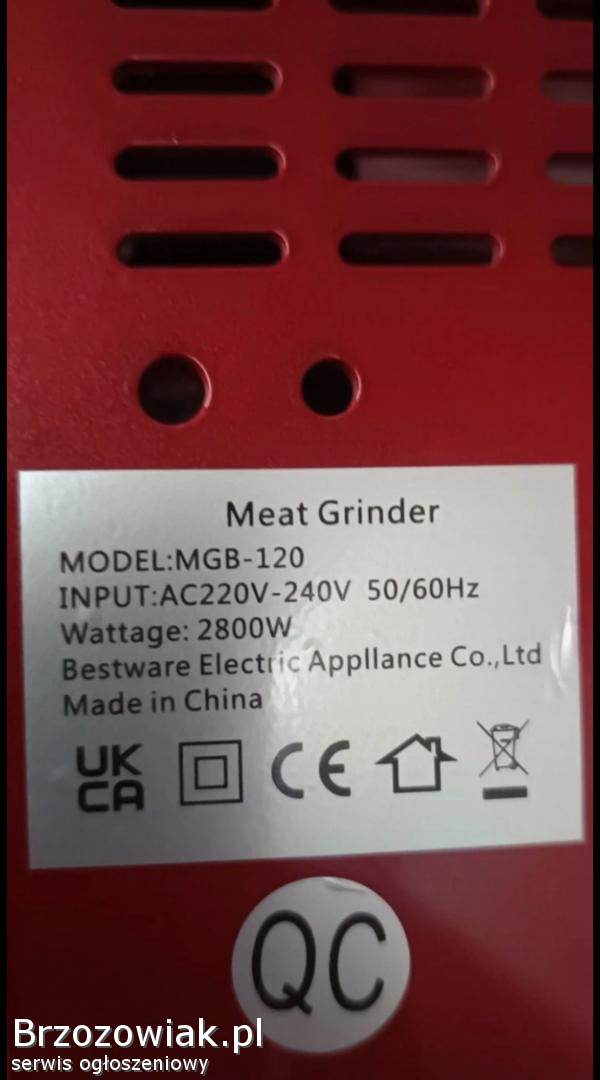 Meat Grinder
MODEL:MGB-120
INPUT:AC220V-240V 50/60Hz
Wattage: 2800W
Bestware Electric Appllance Co.,Ltd
Made in China
UK
CA
CE
QC
Brzozowiak.pl
serwis ogłoszeniowy